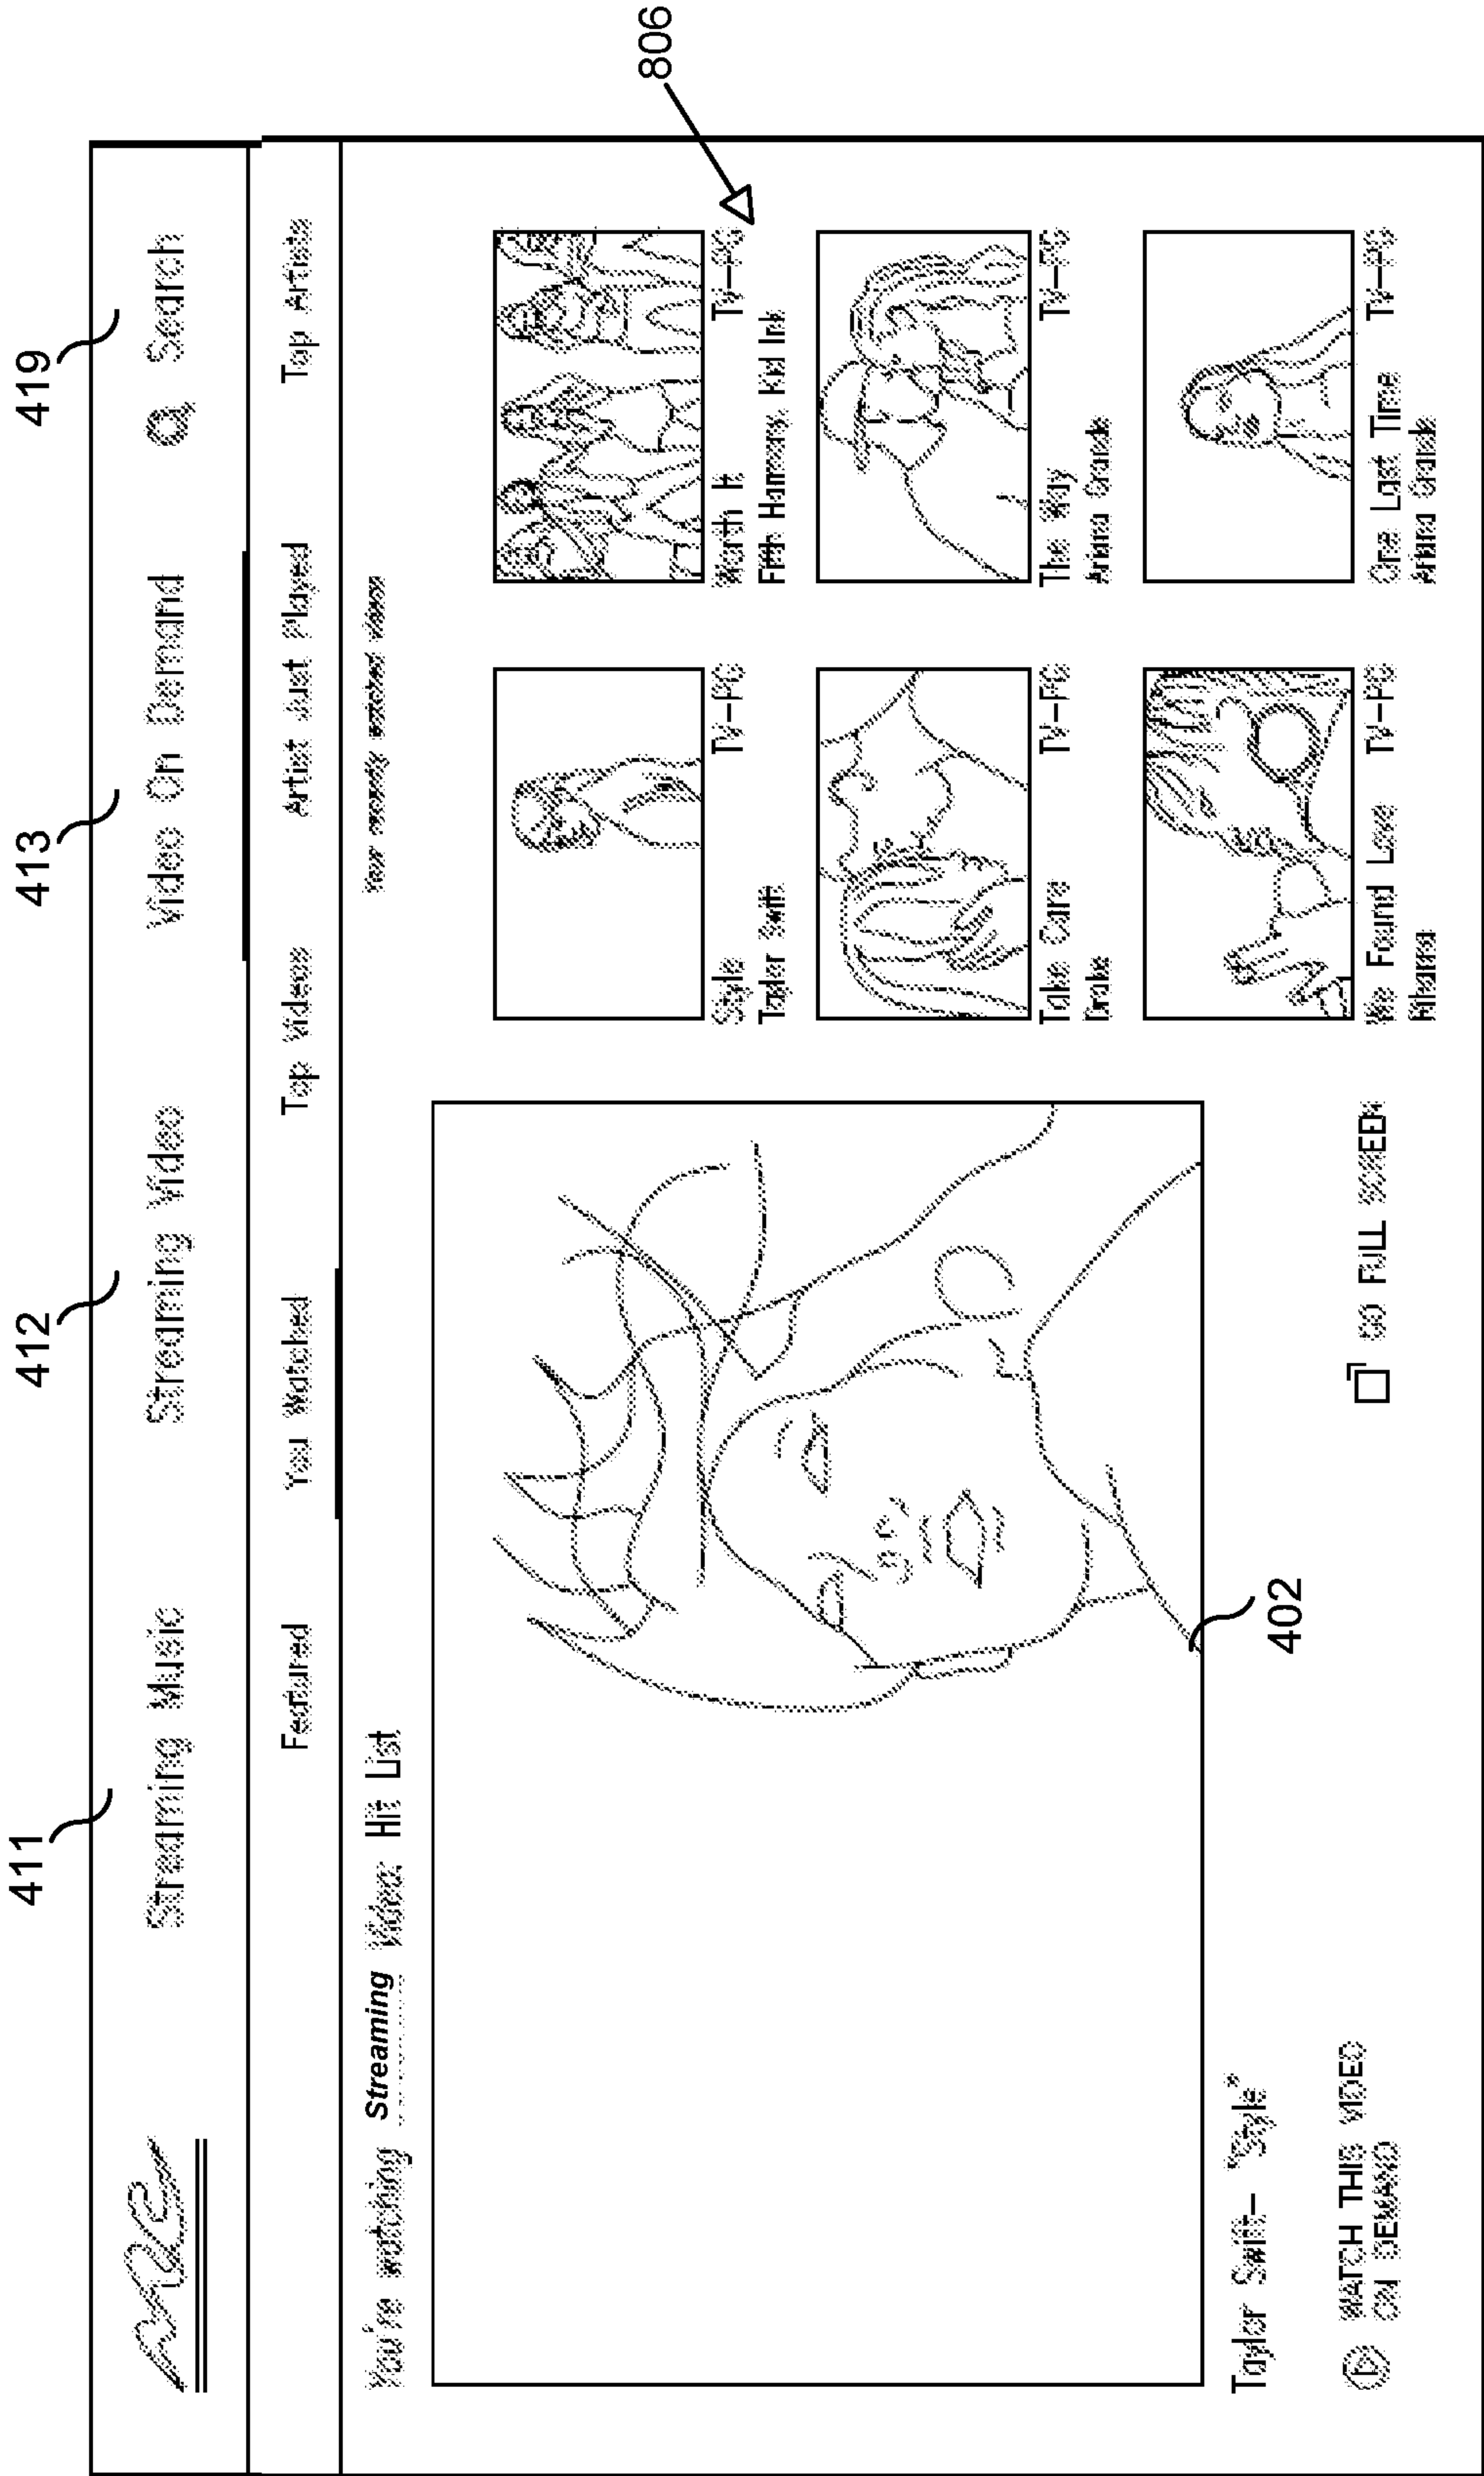 411 412 413 419
Streaming Music Streaming Video Video On Demand Search
Featured You Watched Top Videos Artist Just Played Top Artists
You're watching Streaming Video: Hit List
Your recently watched videos
806
Style TV-PG
Taylor Swift
Worth It TV-PG
Fifth Harmony, Kid Ink
Take Care TV-PG
Drake
The Way TV-PG
Ariana Grande
We Found Love TV-PG
Rihanna
One Last Time TV-PG
Ariana Grande
402
Taylor Swift- "Style"
WATCH THIS VIDEO
ON DEMAND
GO FULL SCREEN